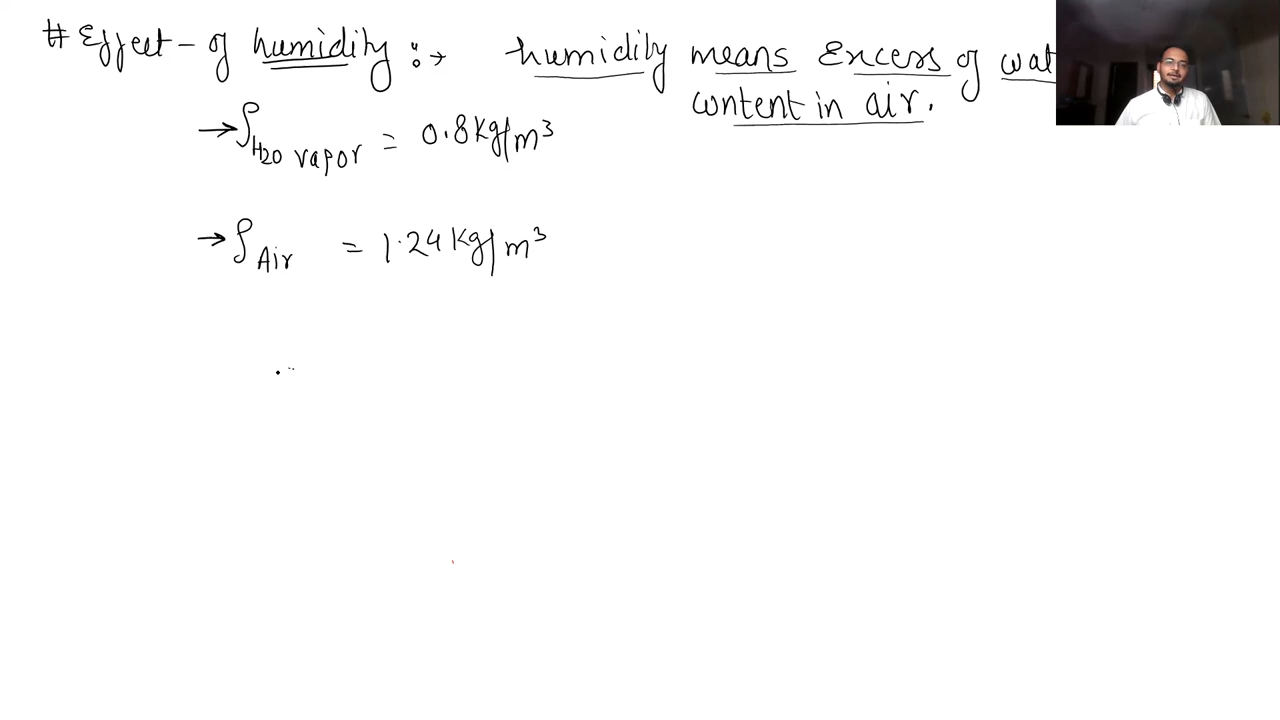 # Effect - of humidity :→ humidity means Excess of wat
content in air.
→ ρH2O vapor = 0.8 kg/m³
→ ρAir = 1.24 kg/m³